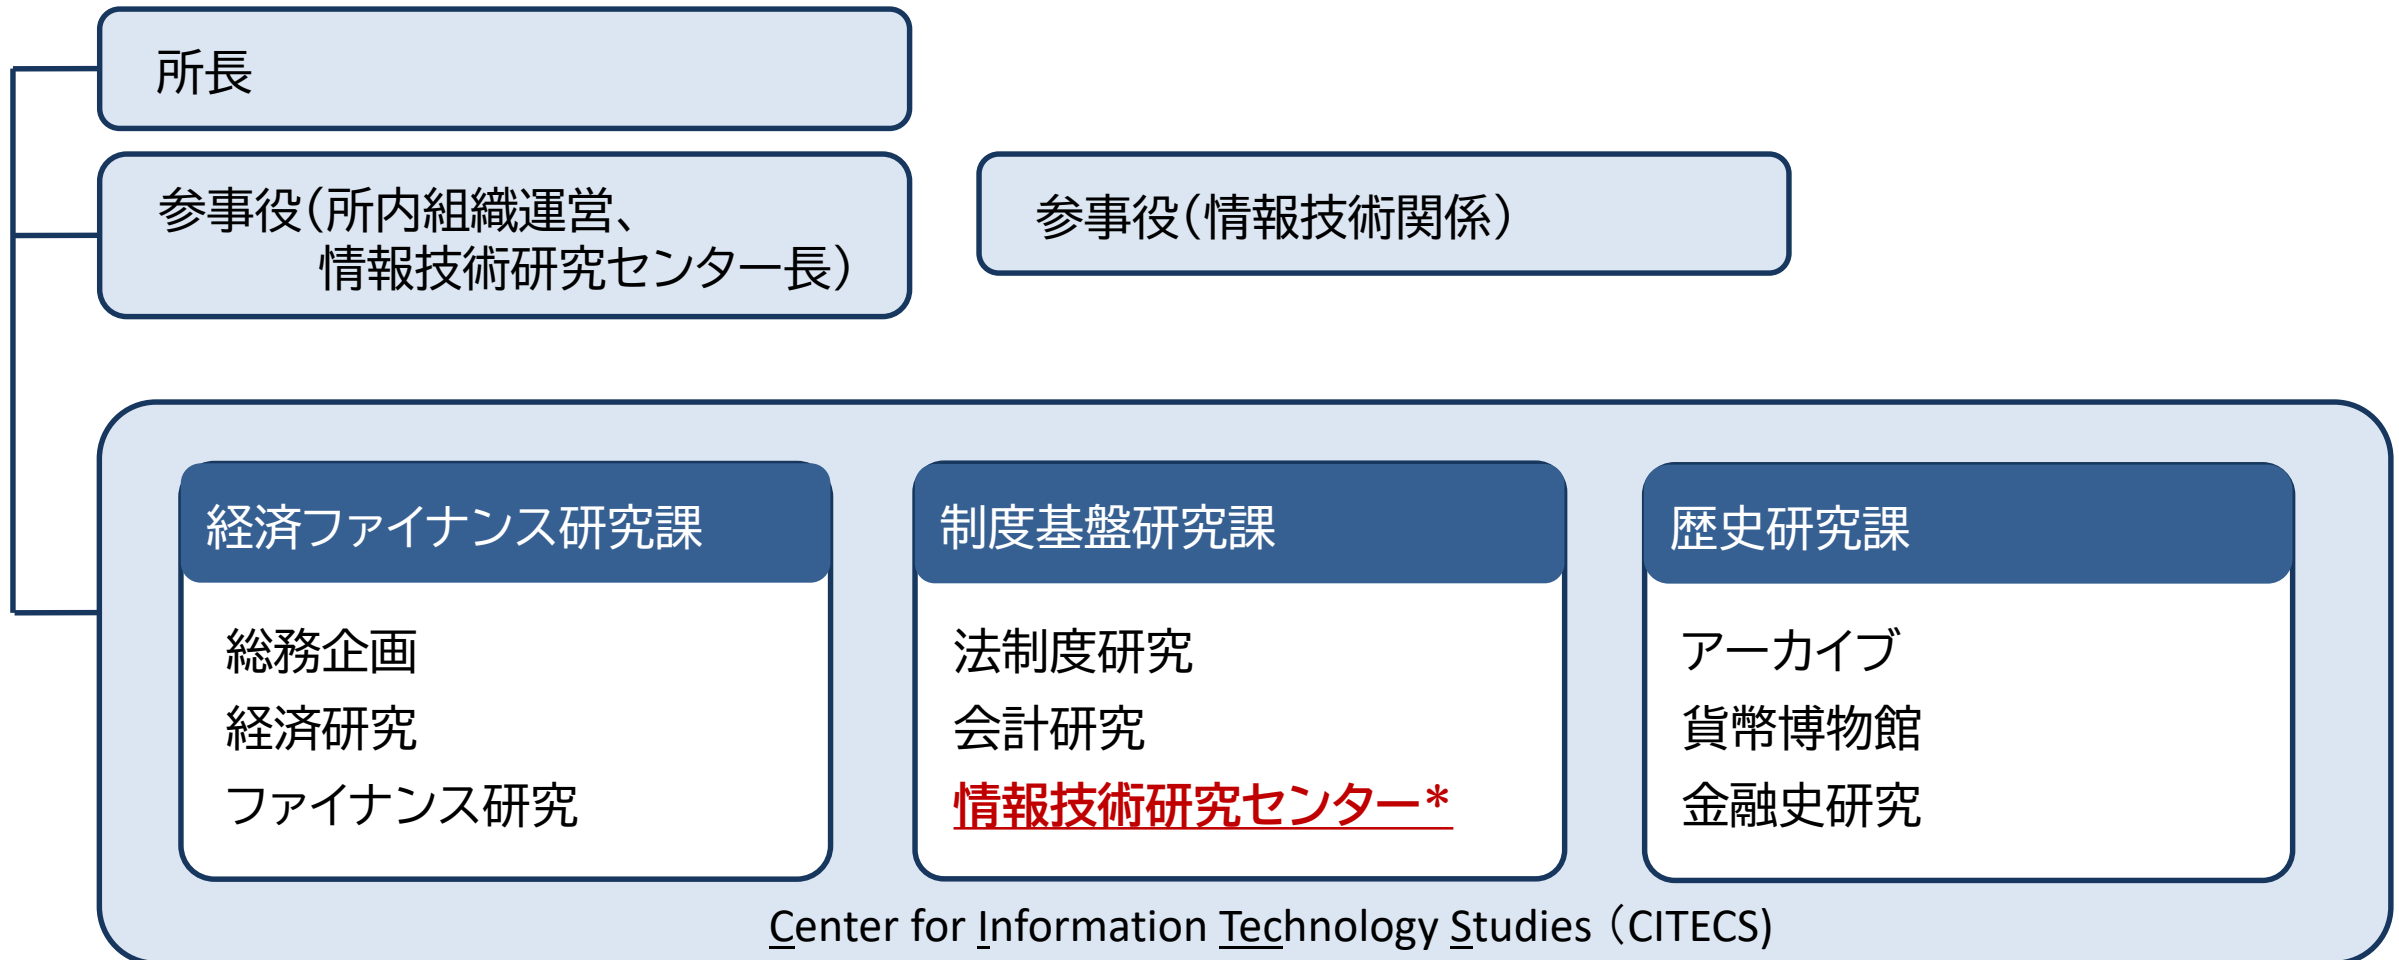 所長
参事役(所内組織運営、
情報技術研究センター長)
参事役(情報技術関係)
経済ファイナンス研究課
総務企画
経済研究
ファイナンス研究
制度基盤研究課
法制度研究
会計研究
情報技術研究センター*
歴史研究課
アーカイブ
貨幣博物館
金融史研究
Center for Information Technology Studies (CITECS)